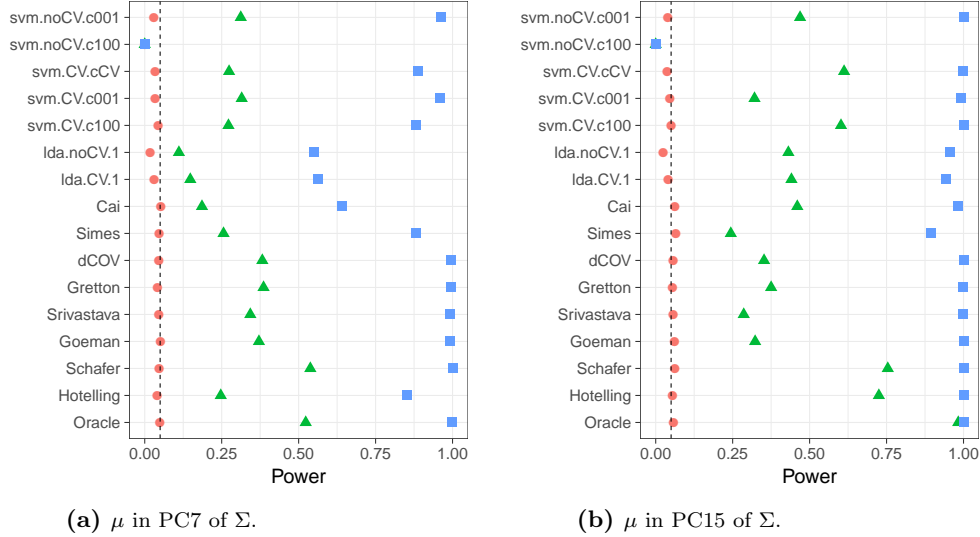 svm.noCV.c001
svm.noCV.c100
svm.CV.cCV
svm.CV.c001
svm.CV.c100
lda.noCV.1
lda.CV.1
Cai
Simes
dCOV
Gretton
Srivastava
Goeman
Schafer
Hotelling
Oracle
0.00 0.25 0.50 0.75 1.00
Power
(a) μ in PC7 of Σ.
svm.noCV.c001
svm.noCV.c100
svm.CV.cCV
svm.CV.c001
svm.CV.c100
lda.noCV.1
lda.CV.1
Cai
Simes
dCOV
Gretton
Srivastava
Goeman
Schafer
Hotelling
Oracle
0.00 0.25 0.50 0.75 1.00
Power
(b) μ in PC15 of Σ.